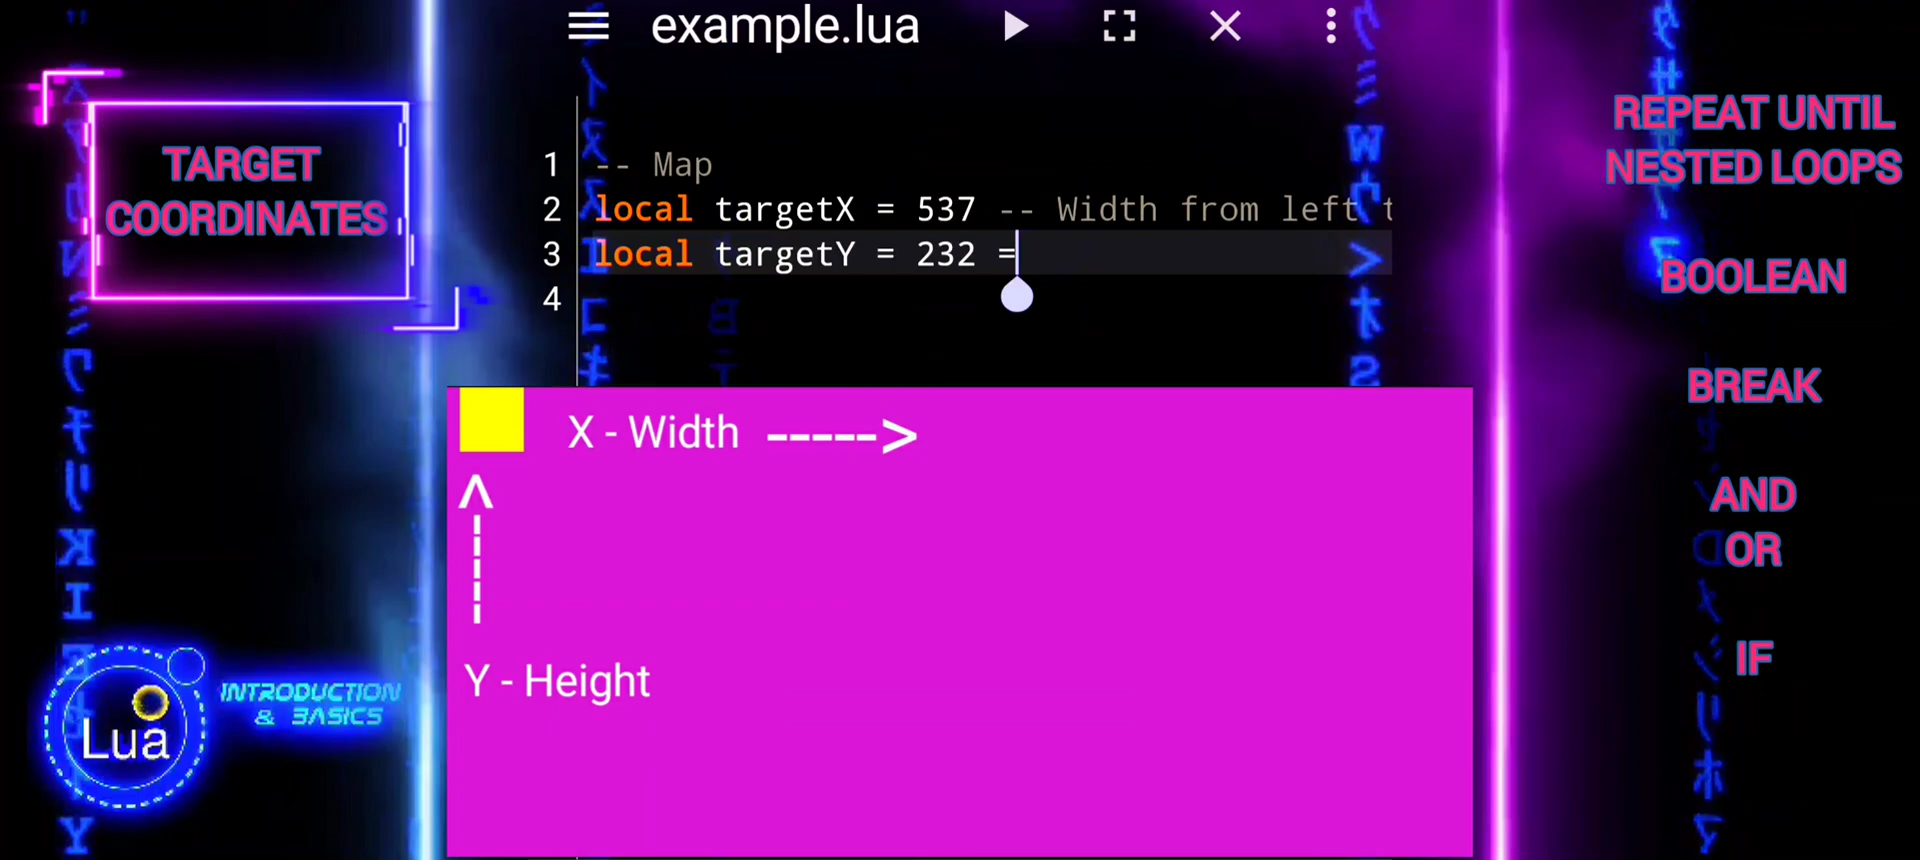 example.lua
TARGET
COORDINATES
1 -- Map
2 local targetX = 537 -- Width from left t
3 local targetY = 232 =
4
X - Width ----->
Y - Height
REPEAT UNTIL
NESTED LOOPS
BOOLEAN
BREAK
AND
OR
IF
Lua
INTRODUCTION
& BASICS